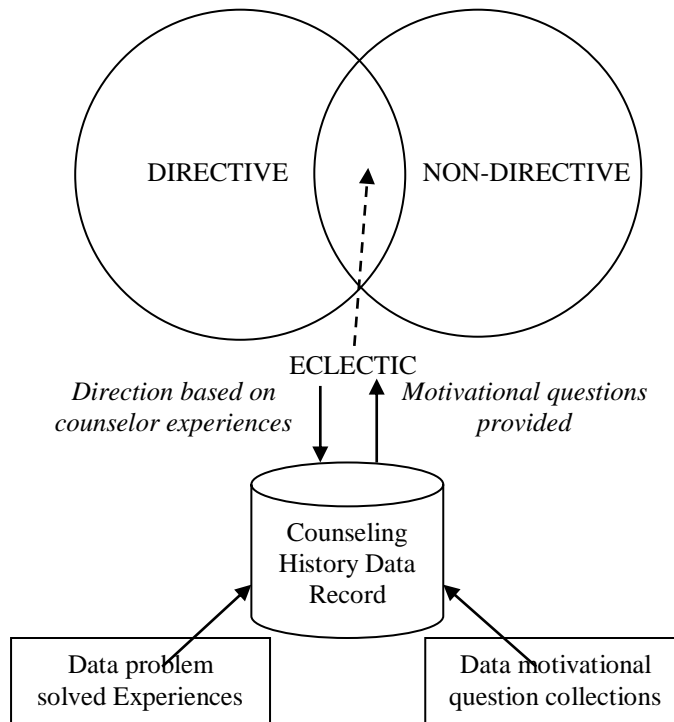 DIRECTIVE
NON-DIRECTIVE
ECLECTIC
Direction based on
counselor experiences
Motivational questions
provided
Counseling
History Data
Record
Data problem
solved Experiences
Data motivational
question collections